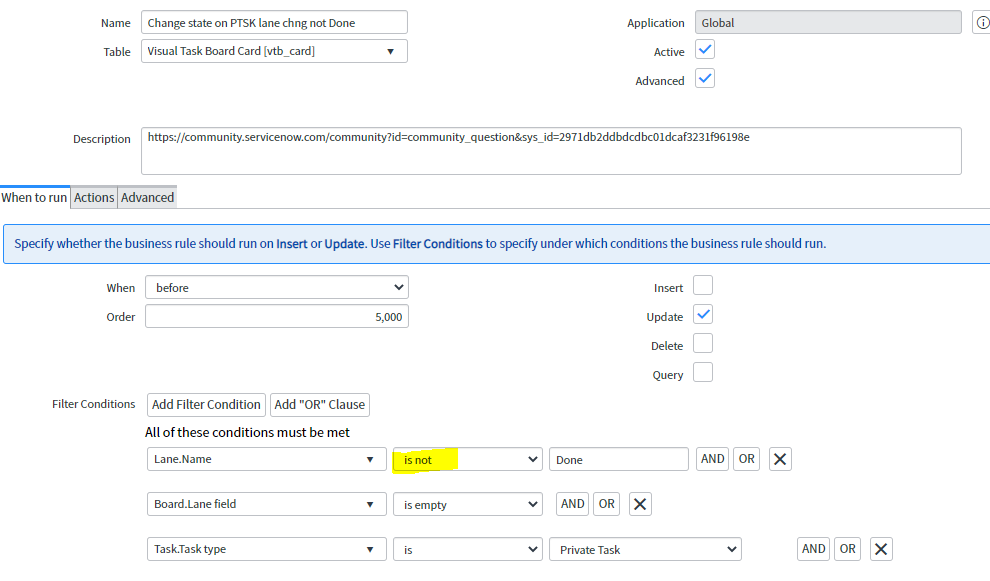 Name Change state on PTSK lane chng not Done Application Global
Table Visual Task Board Card [vtb_card] Active
Advanced
Description https://community.servicenow.com/community?id=community_question&sys_id=2971db2ddbdcdbc01dcaf3231f96198e
When to run Actions Advanced
Specify whether the business rule should run on Insert or Update. Use Filter Conditions to specify under which conditions the business rule should run.
When before Insert
Order 5,000 Update
Delete
Query
Filter Conditions Add Filter Condition Add "OR" Clause
All of these conditions must be met
Lane.Name is not Done AND OR
Board.Lane field is empty AND OR
Task.Task type is Private Task AND OR